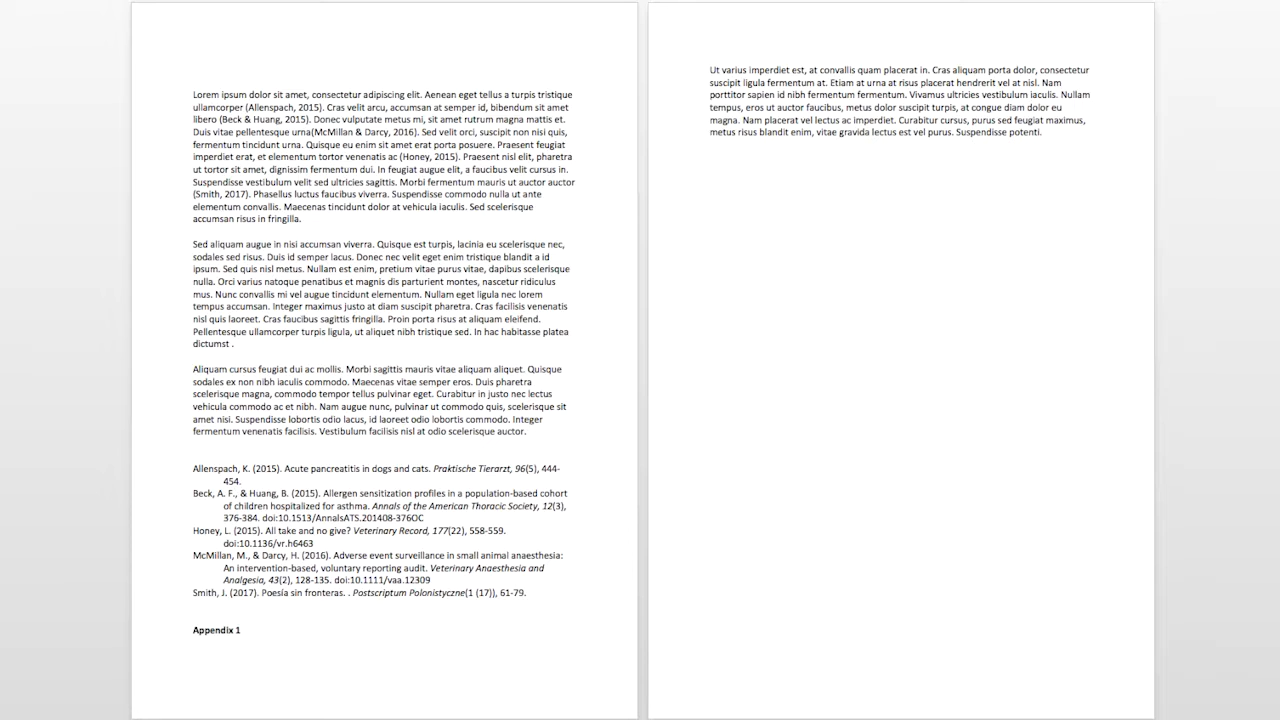 Lorem ipsum dolor sit amet, consectetur adipiscing elit. Aenean eget tellus a turpis tristique
ullamcorper (Allenspach, 2015). Cras velit arcu, accumsan at semper id, bibendum sit amet
libero (Beck & Huang, 2015). Donec vulputate metus mi, sit amet rutrum magna mattis et.
Duis vitae pellentesque urna(McMillan & Darcy, 2016). Sed velit orci, suscipit non nisi quis,
fermentum tincidunt urna. Quisque eu enim sit amet erat porta posuere. Praesent feugiat
imperdiet erat, et elementum tortor venenatis ac (Honey, 2015). Praesent nisl elit, pharetra
ut tortor sit amet, dignissim fermentum dui. In feugiat augue elit, a faucibus velit cursus in.
Suspendisse vestibulum velit sed ultricies sagittis. Morbi fermentum mauris ut auctor auctor
(Smith, 2017). Phasellus luctus faucibus viverra. Suspendisse commodo nulla ut ante
elementum convallis. Maecenas tincidunt dolor at vehicula iaculis. Sed scelerisque
accumsan risus in fringilla.
Sed aliquam augue in nisi accumsan viverra. Quisque est turpis, lacinia eu scelerisque nec,
sodales sed risus. Duis id semper lacus. Donec nec velit eget enim tristique blandit a id
ipsum. Sed quis nisl metus. Nullam est enim, pretium vitae purus vitae, dapibus scelerisque
nulla. Orci varius natoque penatibus et magnis dis parturient montes, nascetur ridiculus
mus. Nunc convallis mi vel augue tincidunt elementum. Nullam eget ligula nec lorem
tempus accumsan. Integer maximus justo at diam suscipit pharetra. Cras facilisis venenatis
nisl quis laoreet. Cras faucibus sagittis fringilla. Proin porta risus at aliquam eleifend.
Pellentesque ullamcorper turpis ligula, ut aliquet nibh tristique sed. In hac habitasse platea
dictumst .
Aliquam cursus feugiat dui ac mollis. Morbi sagittis mauris vitae aliquam aliquet. Quisque
sodales ex non nibh iaculis commodo. Maecenas vitae semper eros. Duis pharetra
scelerisque magna, commodo tempor tellus pulvinar eget. Curabitur in justo nec lectus
vehicula commodo ac et nibh. Nam augue nunc, pulvinar ut commodo quis, scelerisque sit
amet nisi. Suspendisse lobortis odio lacus, id laoreet odio lobortis commodo. Integer
fermentum venenatis facilisis. Vestibulum facilisis nisl at odio scelerisque auctor.
Allenspach, K. (2015). Acute pancreatitis in dogs and cats. Praktische Tierarzt, 96(5), 444-
454.
Beck, A. F., & Huang, B. (2015). Allergen sensitization profiles in a population-based cohort
of children hospitalized for asthma. Annals of the American Thoracic Society, 12(3),
376-384. doi:10.1513/AnnalsATS.201408-376OC
Honey, L. (2015). All take and no give? Veterinary Record, 177(22), 558-559.
doi:10.1136/vr.h6463
McMillan, M., & Darcy, H. (2016). Adverse event surveillance in small animal anaesthesia:
An intervention-based, voluntary reporting audit. Veterinary Anaesthesia and
Analgesia, 43(2), 128-135. doi:10.1111/vaa.12309
Smith, J. (2017). Poesía sin fronteras. . Postscriptum Polonistyczne(1 (17)), 61-79.
Appendix 1
Ut varius imperdiet est, at convallis quam placerat in. Cras aliquam porta dolor, consectetur
suscipit ligula fermentum at. Etiam at urna at risus placerat hendrerit vel at nisl. Nam
porttitor sapien id nibh fermentum fermentum. Vivamus ultricies vestibulum iaculis. Nullam
tempus, eros ut auctor faucibus, metus dolor suscipit turpis, at congue diam dolor eu
magna. Nam placerat vel lectus ac imperdiet. Curabitur cursus, purus sed feugiat maximus,
metus risus blandit enim, vitae gravida lectus est vel purus. Suspendisse potenti.